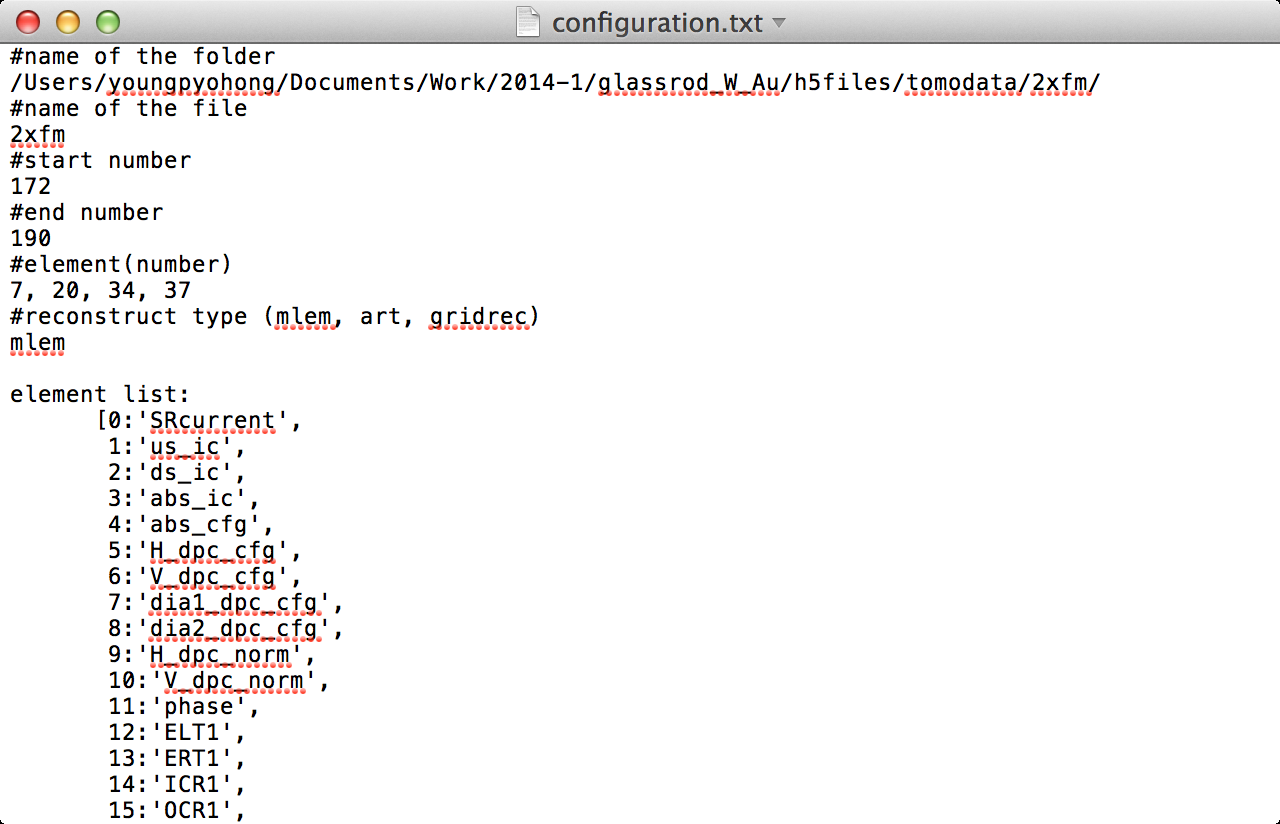 configuration.txt
#name of the folder
/Users/youngpyohong/Documents/Work/2014-1/glassrod_W_Au/h5files/tomodata/2xfm/
#name of the file
2xfm
#start number
172
#end number
190
#element(number)
7, 20, 34, 37
#reconstruct type (mlem, art, gridrec)
mlem

element list:
[0:'SRcurrent',
1:'us_ic',
2:'ds_ic',
3:'abs_ic',
4:'abs_cfg',
5:'H_dpc_cfg',
6:'V_dpc_cfg',
7:'dia1_dpc_cfg',
8:'dia2_dpc_cfg',
9:'H_dpc_norm',
10:'V_dpc_norm',
11:'phase',
12:'ELT1',
13:'ERT1',
14:'ICR1',
15:'OCR1',